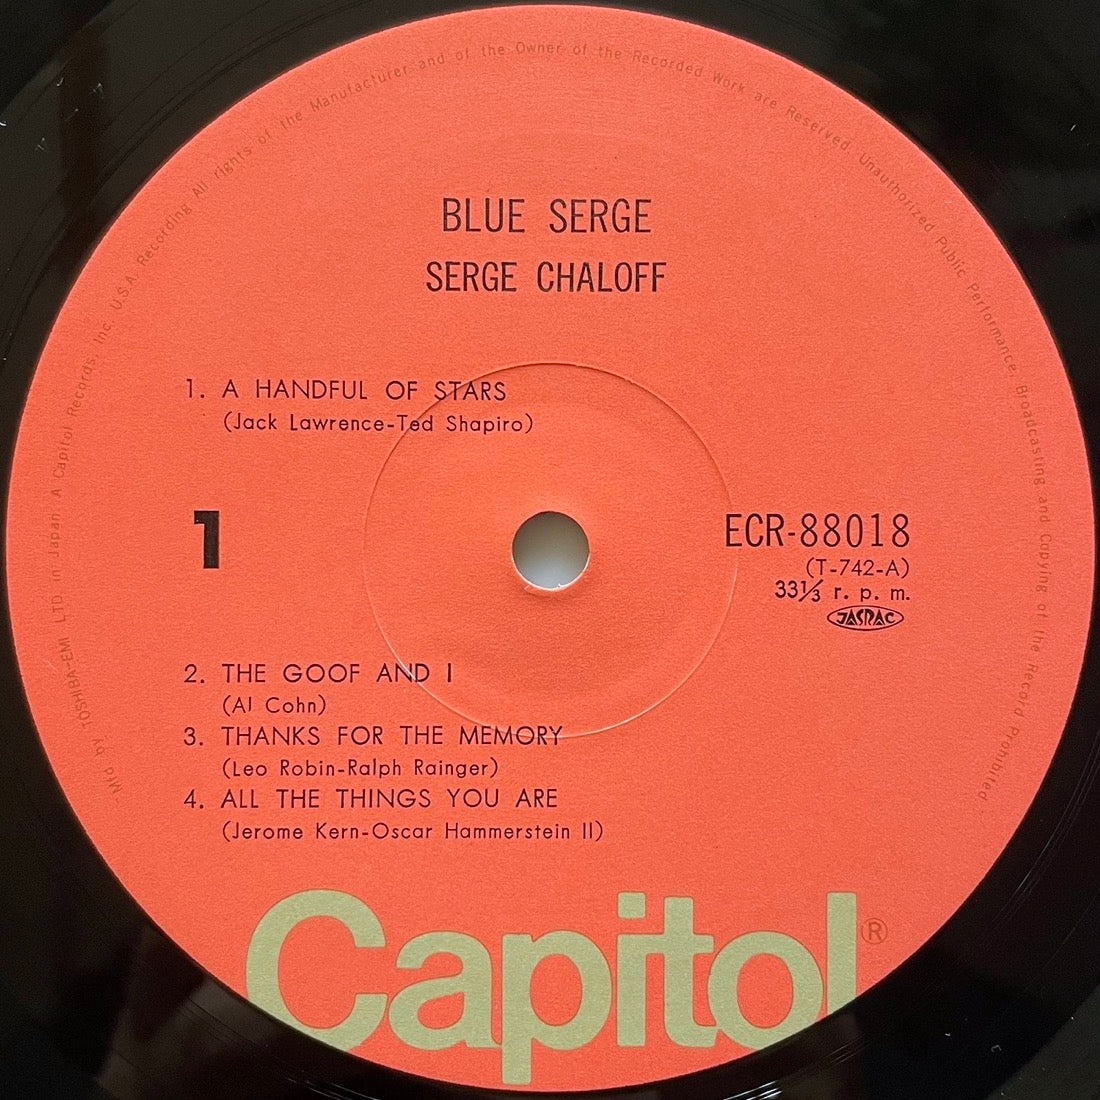 Mfd by TOSHIBA-EMI LTD in Japan A Capitol Records, Inc. U.S.A. Recording All rights of the Manufacturer and of the Owner of the Recorded Work are Reserved. Unauthorized Public Performance, Broadcasting and Copying of the Record Prohibited
BLUE SERGE
SERGE CHALOFF
1. A HANDFUL OF STARS
(Jack Lawrence-Ted Shapiro)
1
ECR-88018
(T-742-A)
33⅓ r. p. m.
JASRAC
2. THE GOOF AND I
(Al Cohn)
3. THANKS FOR THE MEMORY
(Leo Robin-Ralph Rainger)
4. ALL THE THINGS YOU ARE
(Jerome Kern-Oscar Hammerstein II)
Capitol®